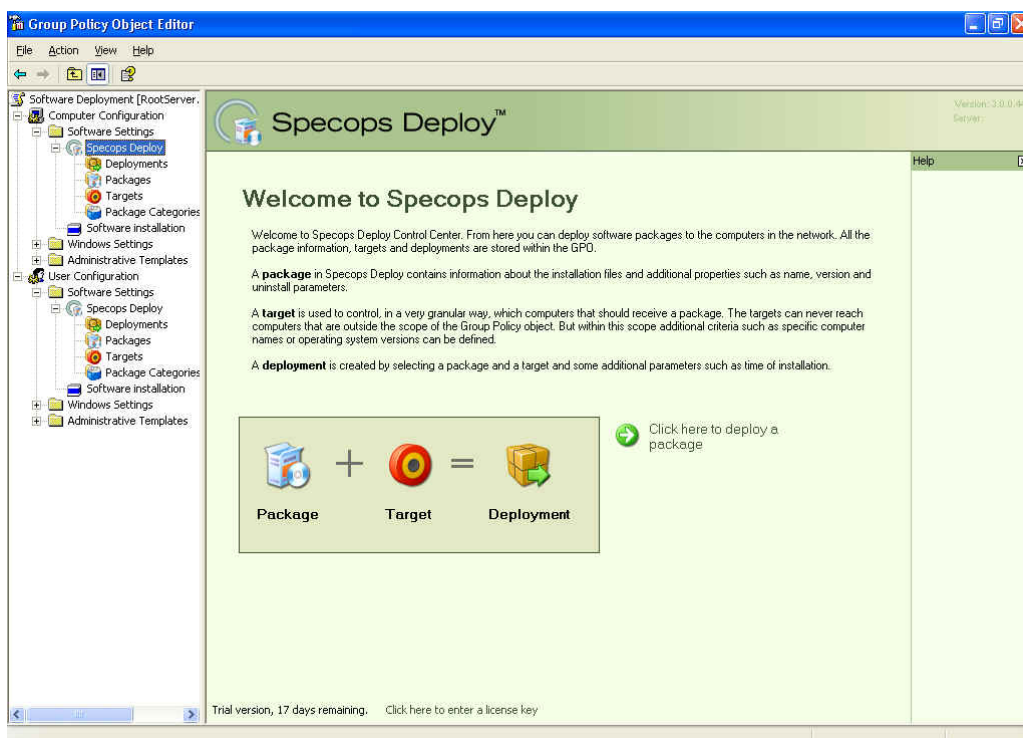 Group Policy Object Editor
File Action View Help
Software Deployment [RootServer.
Computer Configuration
Software Settings
Specops Deploy
Deployments
Packages
Targets
Package Categories
Software installation
Windows Settings
Administrative Templates
User Configuration
Software Settings
Specops Deploy
Deployments
Packages
Targets
Package Categories
Software installation
Windows Settings
Administrative Templates
Specops Deploy™
Version: 3.0.0.4
Server:
Help
Welcome to Specops Deploy
Welcome to Specops Deploy Control Center. From here you can deploy software packages to the computers in the network. All the
package information, targets and deployments are stored within the GPO.
A package in Specops Deploy contains information about the installation files and additional properties such as name, version and
uninstall parameters.
A target is used to control, in a very granular way, which computers that should receive a package. The targets can never reach
computers that are outside the scope of the Group Policy object. But within this scope additional criteria such as specific computer
names or operating system versions can be defined.
A deployment is created by selecting a package and a target and some additional parameters such as time of installation.
Package + Target = Deployment
Click here to deploy a
package
Trial version, 17 days remaining. Click here to enter a license key